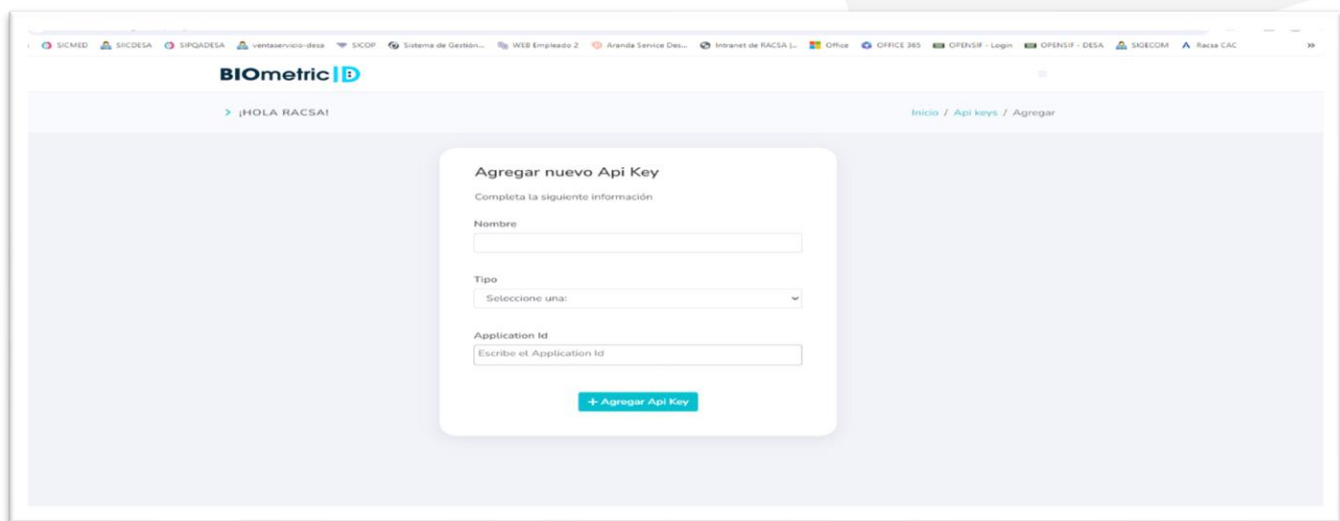 SICMED SIICDESA SIPQADESA ventaservicio-desa SICOP Sistema de Gestión... WEB Empleado 2 Aranda Service Des... Intranet de RACSA |... Office OFFICE 365 OPENSIF - Login OPENSIF - DESA SIGECOM Racsa CAC »
BIOmetric|ID
> ¡HOLA RACSA! Inicio / Api keys / Agregar
Agregar nuevo Api Key
Completa la siguiente información
Nombre
Tipo
Seleccione una:
Application Id
Escribe el Application Id
+ Agregar Api Key